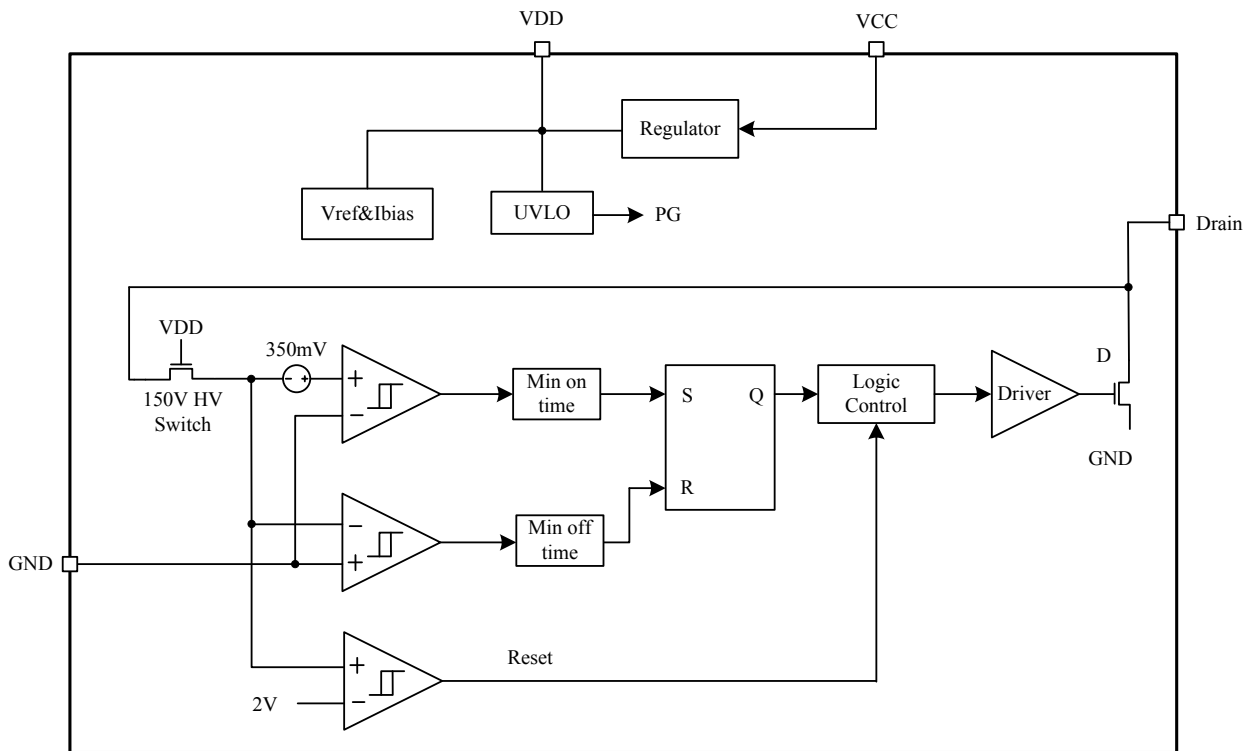 VDD
VCC
Regulator
Vref&Ibias
UVLO
PG
Drain
VDD
350mV
150V HV
Switch
+
−
Min on
time
S
Q
R
Logic
Control
Driver
D
GND
−
+
Min off
time
GND
+
−
2V
Reset